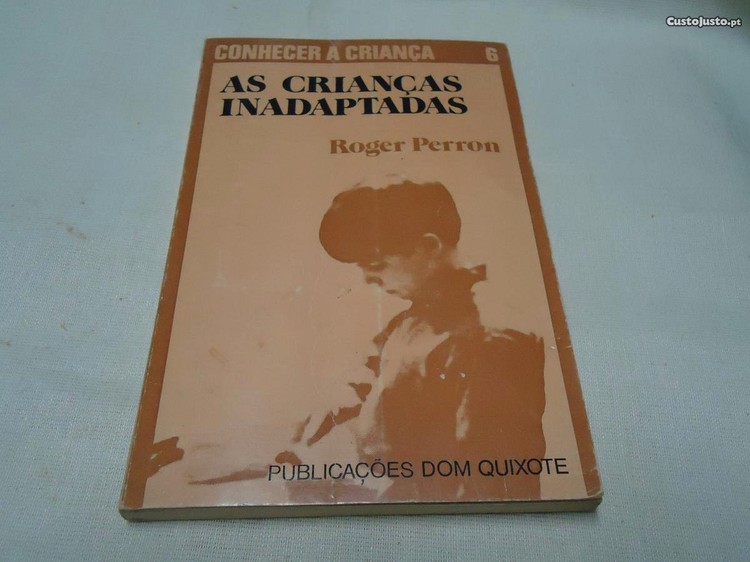 CustoJusto.pt
CONHECER A CRIANÇA 6
AS CRIANÇAS
INADAPTADAS
Roger Perron
PUBLICAÇÕES DOM QUIXOTE